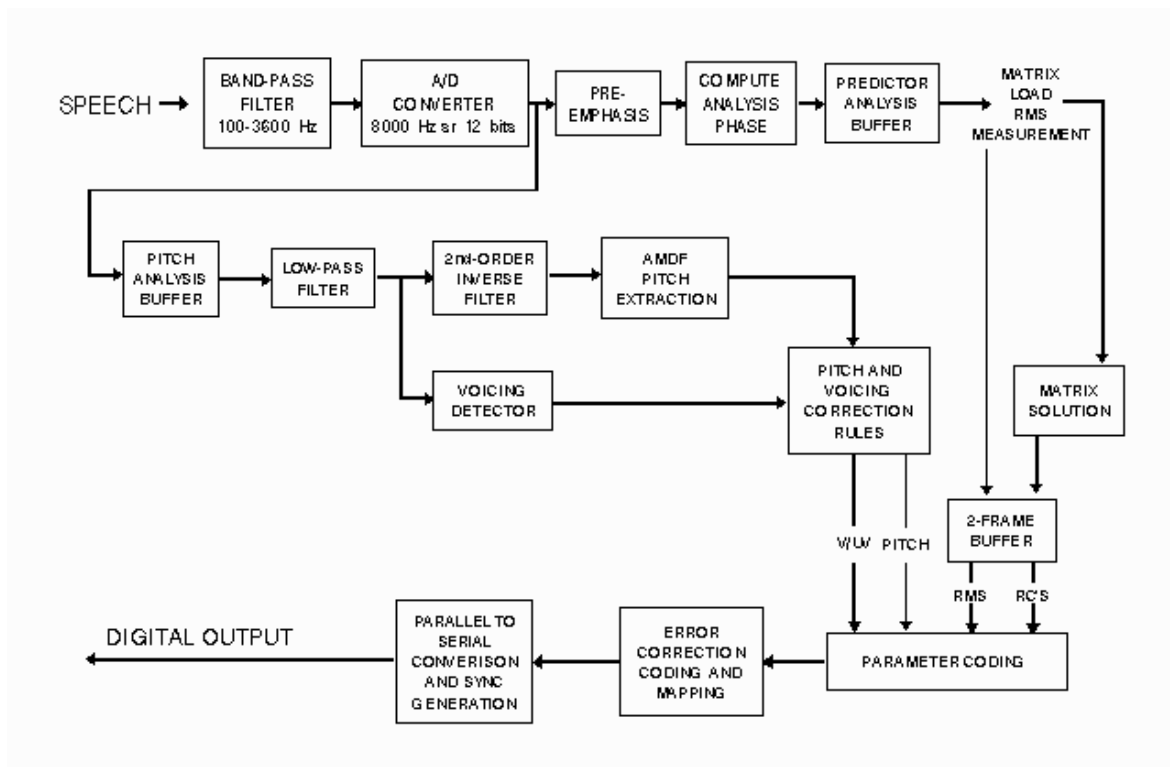 SPEECH
BAND-PASS
FILTER
100-3600 Hz
A/D
CONVERTER
8000 Hz sr 12 bits
PRE-
EMPHASIS
COMPUTE
ANALYSIS
PHASE
PREDICTOR
ANALYSIS
BUFFER
MATRIX
LOAD
RMS
MEASUREMENT
PITCH
ANALYSIS
BUFFER
LOW-PASS
FILTER
2nd-ORDER
INVERSE
FILTER
AMDF
PITCH
EXTRACTION
VOICING
DETECTOR
PITCH AND
VOICING
CORRECTION
RULES
MATRIX
SOLUTION
2-FRAME
BUFFER
V/UV
PITCH
RMS
RC'S
DIGITAL OUTPUT
PARALLEL TO
SERIAL
CONVERISON
AND SYNC
GENERATION
ERROR
CORRECTION
CODING AND
MAPPING
PARAMETER CODING